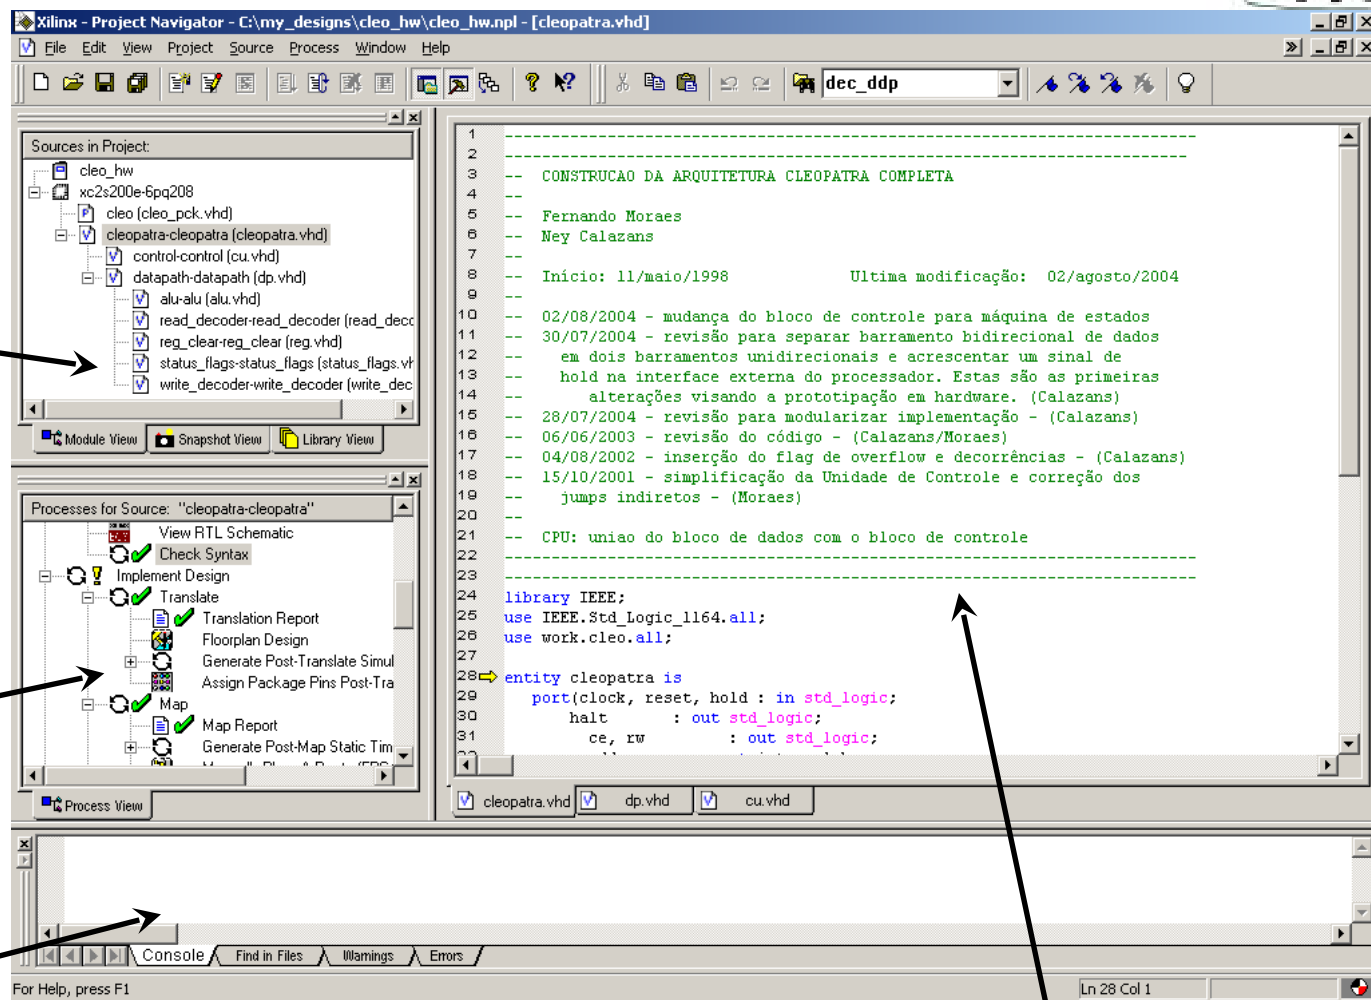 Xilinx - Project Navigator - C:\my_designs\cleo_hw\cleo_hw.npl - [cleopatra.vhd]
File Edit View Project Source Process Window Help
dec_ddp
Sources in Project:
cleo_hw
xc2s200e-6pq208
cleo (cleo_pck.vhd)
cleopatra-cleopatra (cleopatra.vhd)
control-control (cu.vhd)
datapath-datapath (dp.vhd)
alu-alu (alu.vhd)
read_decoder-read_decoder (read_decc
reg_clear-reg_clear (reg.vhd)
status_flags-status_flags (status_flags.vh
write_decoder-write_decoder (write_dec
Module View Snapshot View Library View
Processes for Source: "cleopatra-cleopatra"
View RTL Schematic
Check Syntax
Implement Design
Translate
Translation Report
Floorplan Design
Generate Post-Translate Simul
Assign Package Pins Post-Tra
Map
Map Report
Generate Post-Map Static Tim
Process View
1 --------------------------------------------------------------------------
2 -------------------------------------------------------------------------
3 -- CONSTRUCAO DA ARQUITETURA CLEOPATRA COMPLETA
4 --
5 -- Fernando Moraes
6 -- Ney Calazans
7 --
8 -- Início: 11/maio/1998 Ultima modificação: 02/agosto/2004
9 --
10 -- 02/08/2004 - mudança do bloco de controle para máquina de estados
11 -- 30/07/2004 - revisão para separar barramento bidirecional de dados
12 -- em dois barramentos unidirecionais e acrescentar um sinal de
13 -- hold na interface externa do processador. Estas são as primeiras
14 -- alterações visando a prototipação em hardware. (Calazans)
15 -- 28/07/2004 - revisão para modularizar implementação - (Calazans)
16 -- 06/06/2003 - revisão do código - (Calazans/Moraes)
17 -- 04/08/2002 - inserção do flag de overflow e decorrências - (Calazans)
18 -- 15/10/2001 - simplificação da Unidade de Controle e correção dos
19 -- jumps indiretos - (Moraes)
20 --
21 -- CPU: uniao do bloco de dados com o bloco de controle
22 --------------------------------------------------------------------------
23 --------------------------------------------------------------------------
24 library IEEE;
25 use IEEE.Std_Logic_1164.all;
26 use work.cleo.all;
27
28 entity cleopatra is
29 port(clock, reset, hold : in std_logic;
30 halt : out std_logic;
31 ce, rw : out std_logic;
cleopatra.vhd dp.vhd cu.vhd
Console Find in Files Warnings Errors
For Help, press F1 Ln 28 Col 1